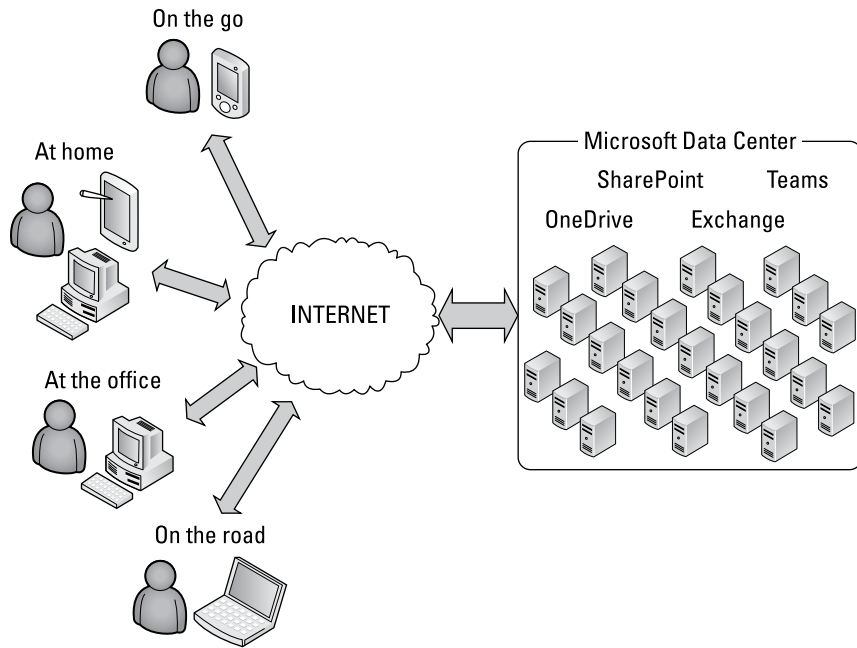 On the go
At home
Microsoft Data Center
SharePoint Teams
OneDrive Exchange
INTERNET
At the office
On the road